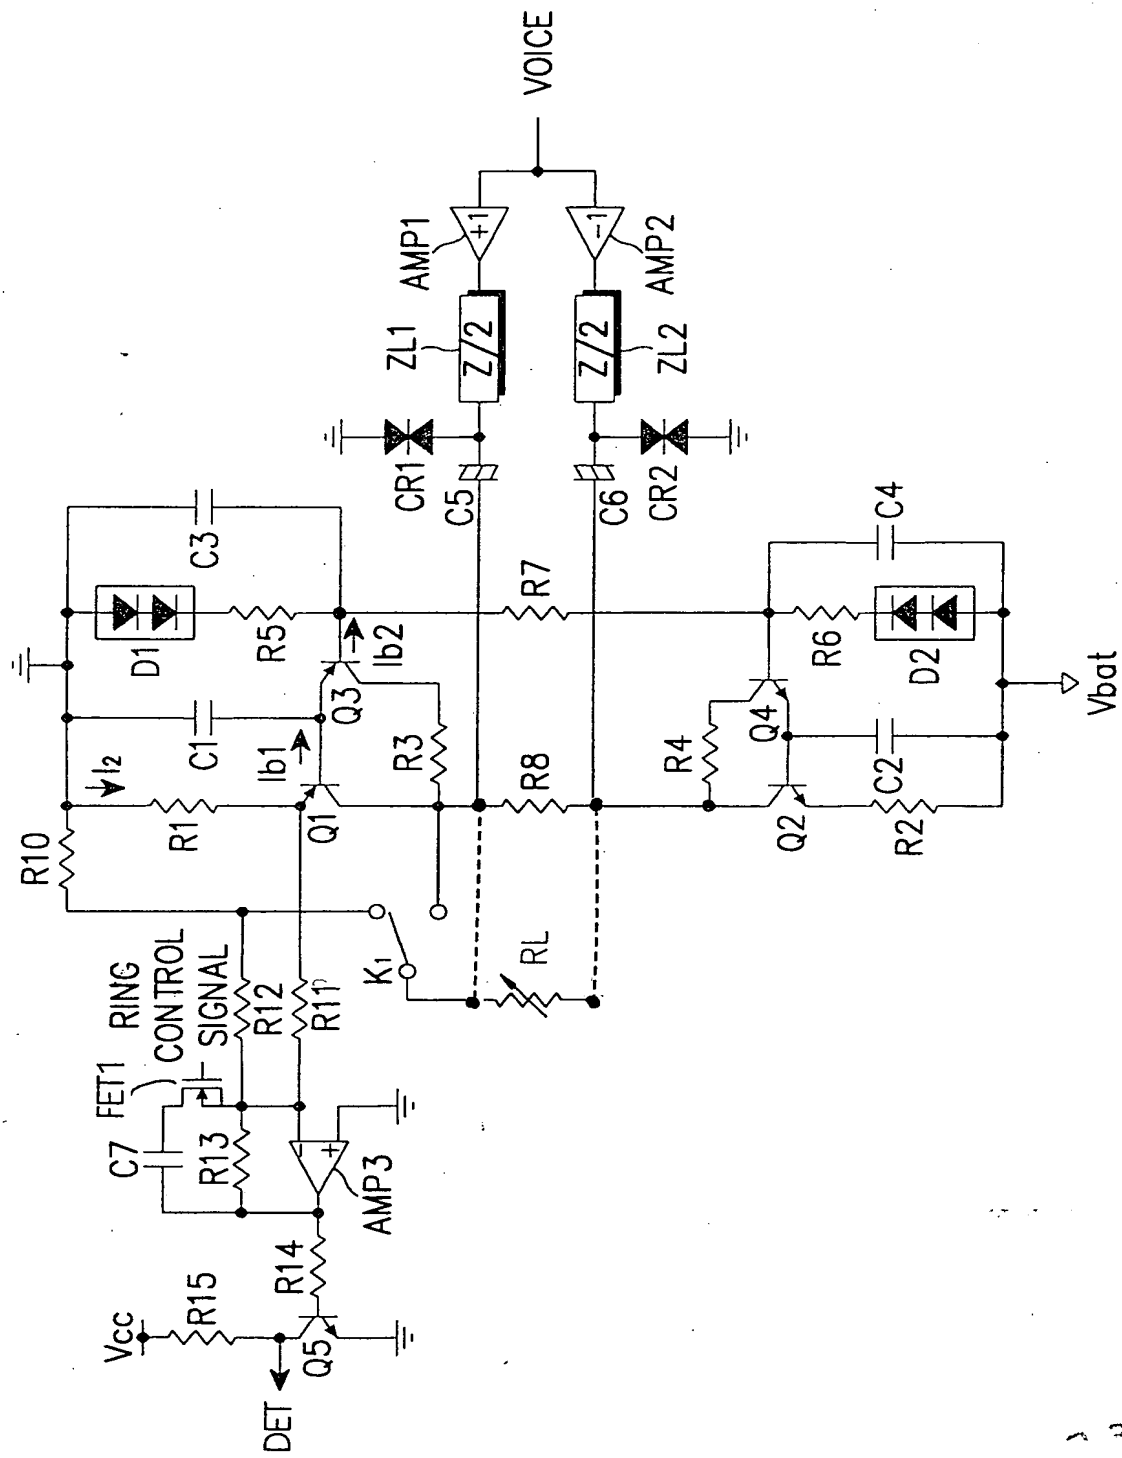 VOICE
AMP1
+1
AMP2
-1
ZL1
Z/2
Z/2
ZL2
CR1
C5
C6
CR2
C3
D1
R5
R7
C4
R6
D2
Ib2
Q3
C1
Ib1
R3
R8
R4
Q4
C2
Vbat
I2
R1
Q1
Q2
R2
R10
K1
RL
RING
CONTROL
SIGNAL
R12
R11
FET1
C7
R13
-
+
AMP3
R14
R15
Vcc
Q5
DET